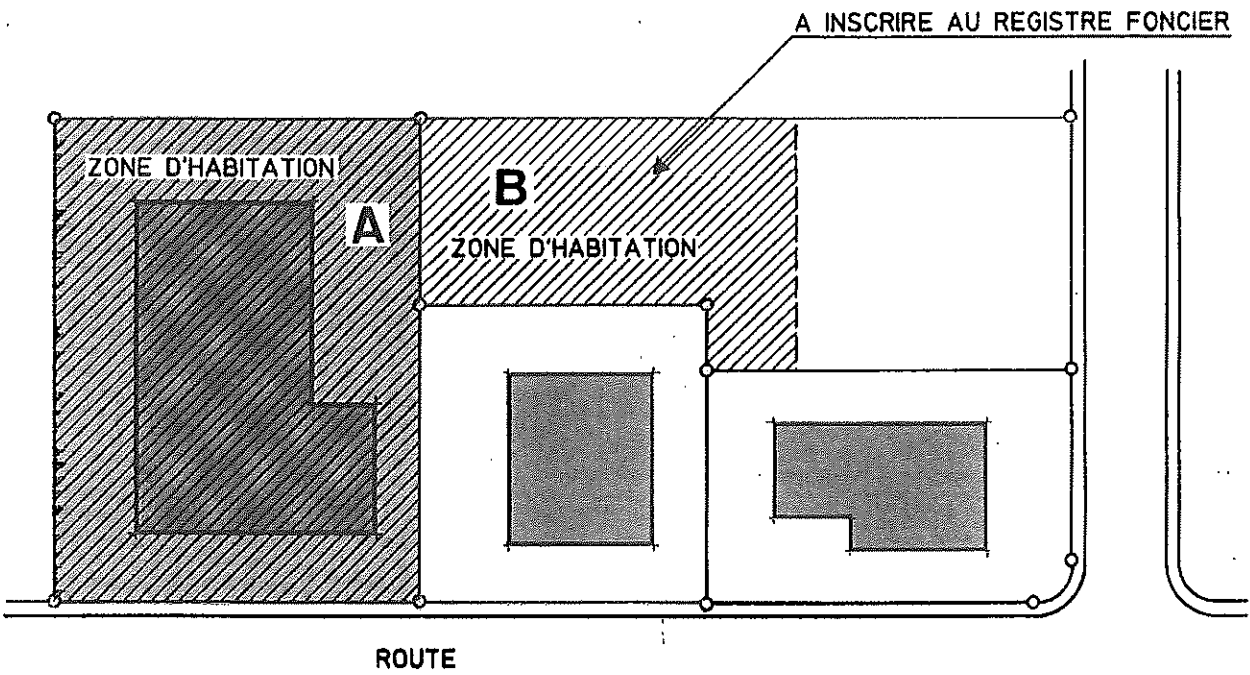 A INSCRIRE AU REGISTRE FONCIER
ZONE D'HABITATION
A
B
ZONE D'HABITATION
ROUTE